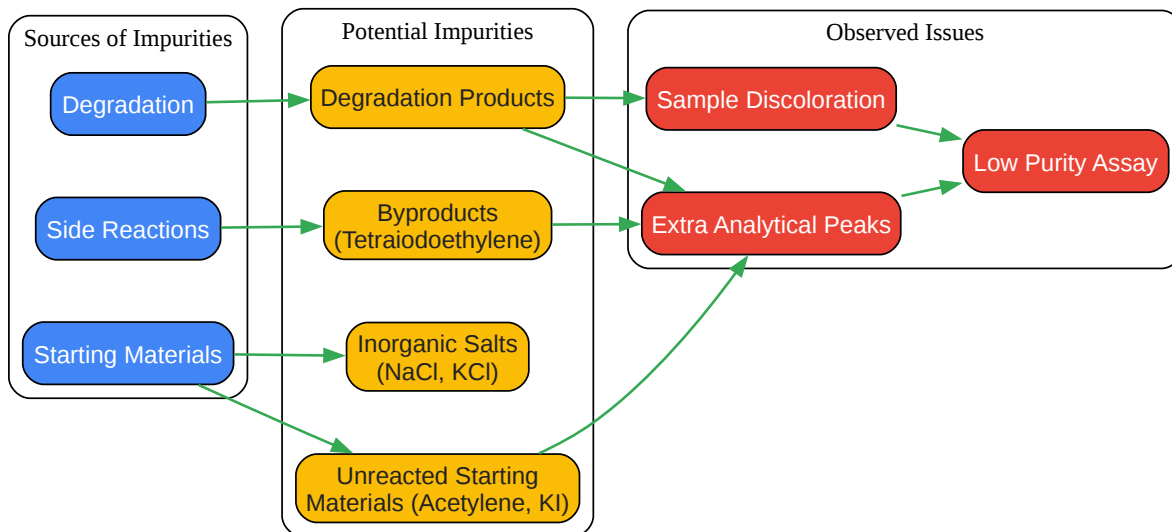 Sources of Impurities
Degradation
Side Reactions
Starting Materials
Potential Impurities
Degradation Products
Byproducts
(Tetraiodoethylene)
Inorganic Salts
(NaCl, KCl)
Unreacted Starting
Materials (Acetylene, KI)
Observed Issues
Sample Discoloration
Extra Analytical Peaks
Low Purity Assay